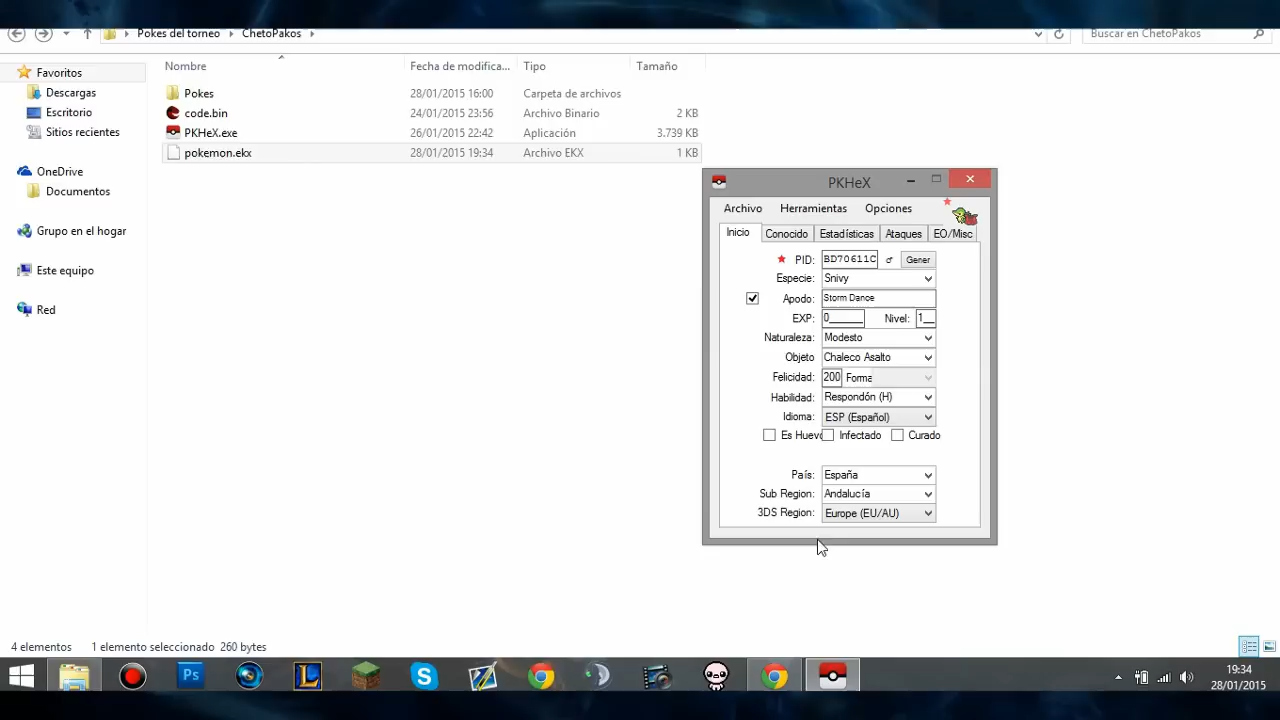 Pokes del torneo ChetoPakos
Buscar en ChetoPakos
Nombre Fecha de modifica... Tipo Tamaño
Favoritos
Descargas
Escritorio
Sitios recientes
OneDrive
Documentos
Grupo en el hogar
Este equipo
Red
Pokes 28/01/2015 16:00 Carpeta de archivos
code.bin 24/01/2015 23:56 Archivo Binario 2 KB
PKHeX.exe 26/01/2015 22:42 Aplicación 3.739 KB
pokemon.ekx 28/01/2015 19:34 Archivo EKX 1 KB
PKHeX
Archivo Herramientas Opciones
Inicio Conocido Estadísticas Ataques EO/Misc
PID: BD70611C ♂ Gener
Especie: Snivy
Apodo: Storm Dance
EXP: 0_____ Nivel: 1__
Naturaleza: Modesto
Objeto Chaleco Asalto
Felicidad: 200 Forma
Habilidad: Respondón (H)
Idioma: ESP (Español)
Es Huevo Infectado Curado
País: España
Sub Region: Andalucía
3DS Region: Europe (EU/AU)
4 elementos 1 elemento seleccionado 260 bytes
Ps
L
19:34
28/01/2015